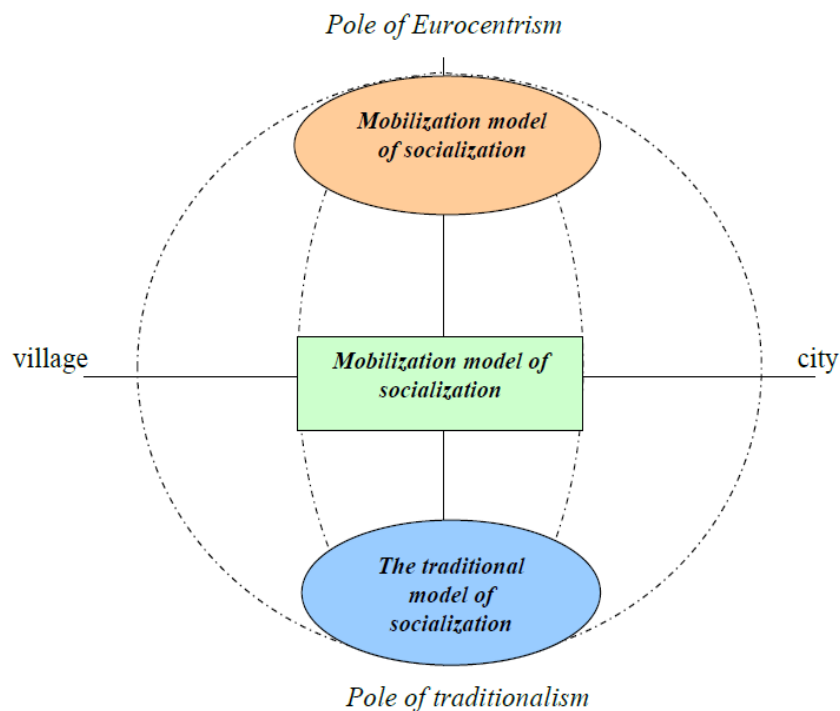 Pole of Eurocentrism
Mobilization model
of socialization
village
Mobilization model of
socialization
city
The traditional
model of
socialization
Pole of traditionalism